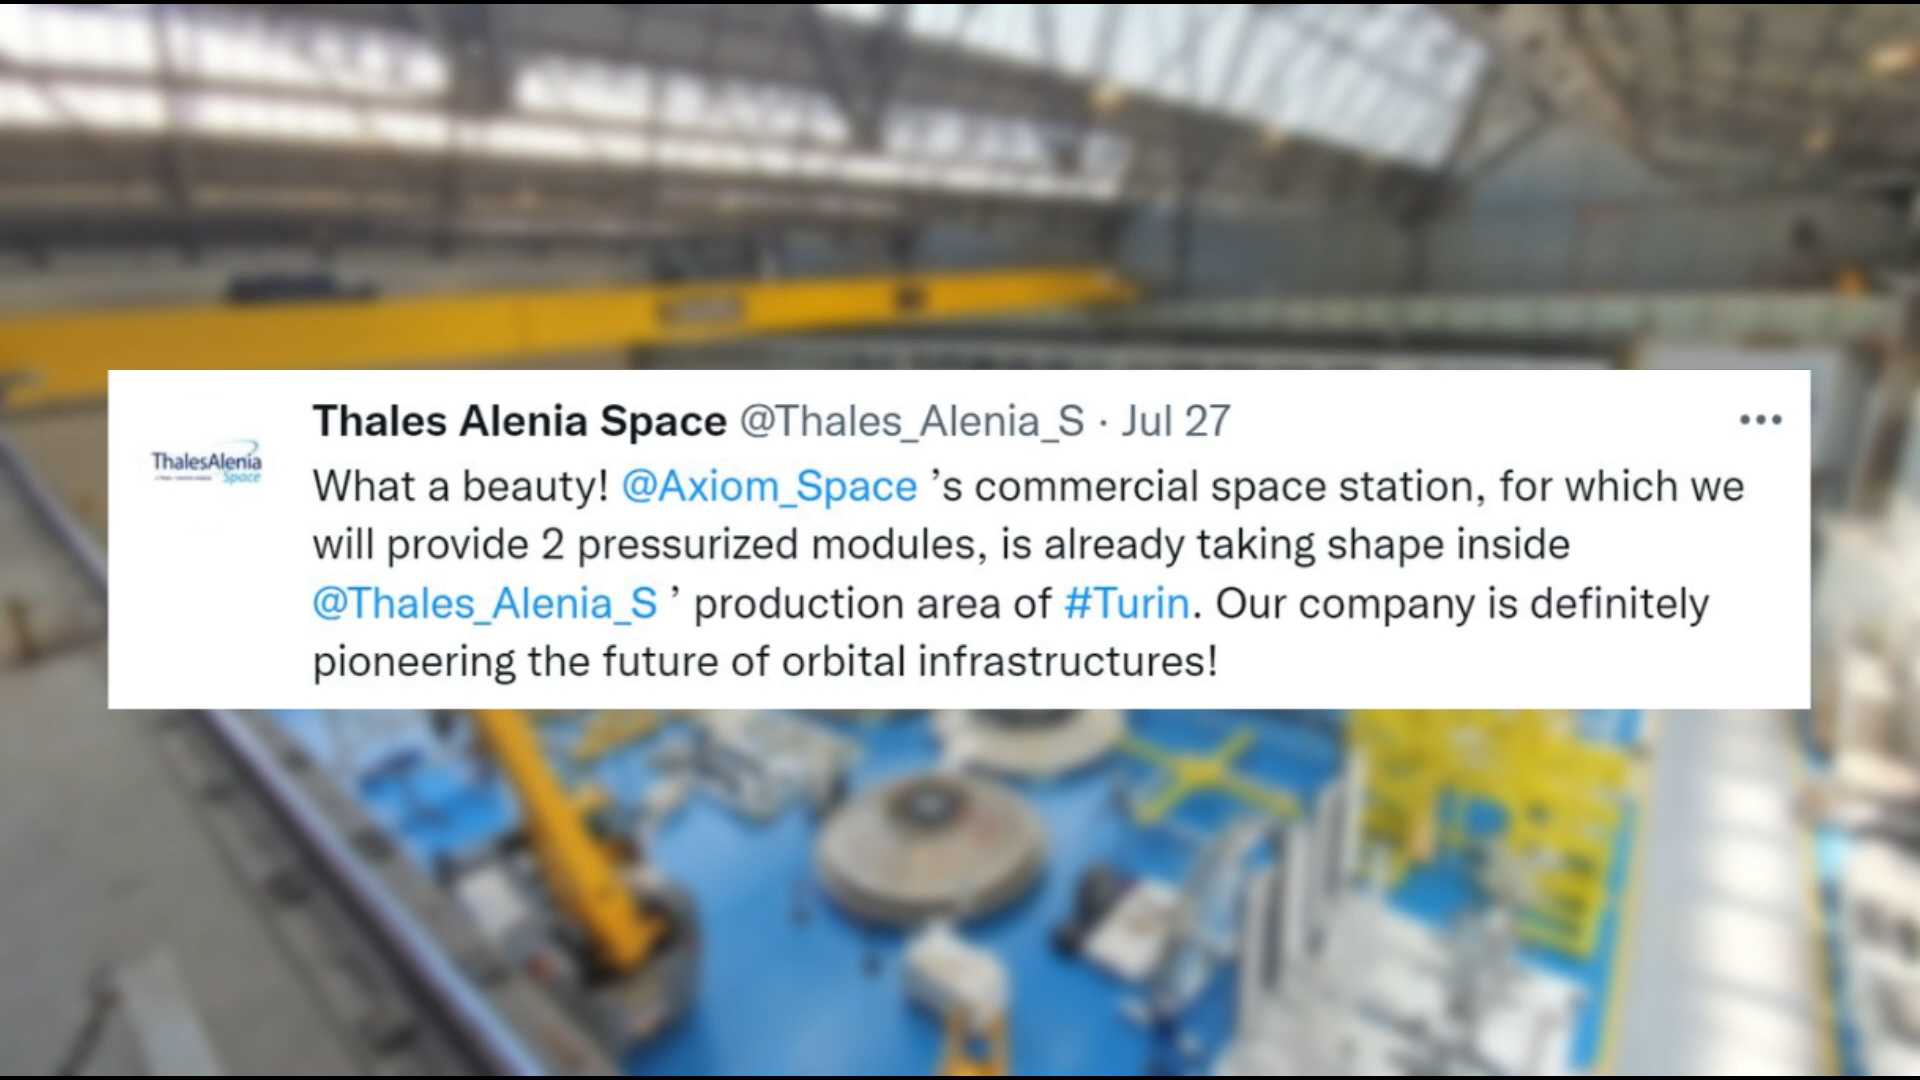 Thales Alenia Space @Thales_Alenia_S · Jul 27
ThalesAlenia
Space
What a beauty! @Axiom_Space ’s commercial space station, for which we
will provide 2 pressurized modules, is already taking shape inside
@Thales_Alenia_S ’ production area of #Turin. Our company is definitely
pioneering the future of orbital infrastructures!